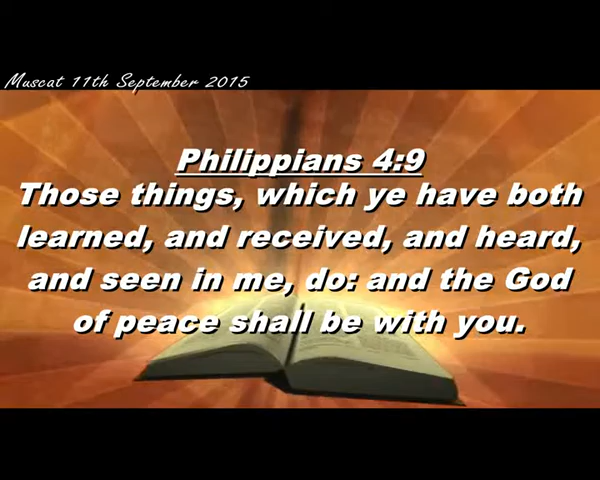 Muscat 11th September 2015
Philippians 4:9
Those things, which ye have both
learned, and received, and heard,
and seen in me, do: and the God
of peace shall be with you.